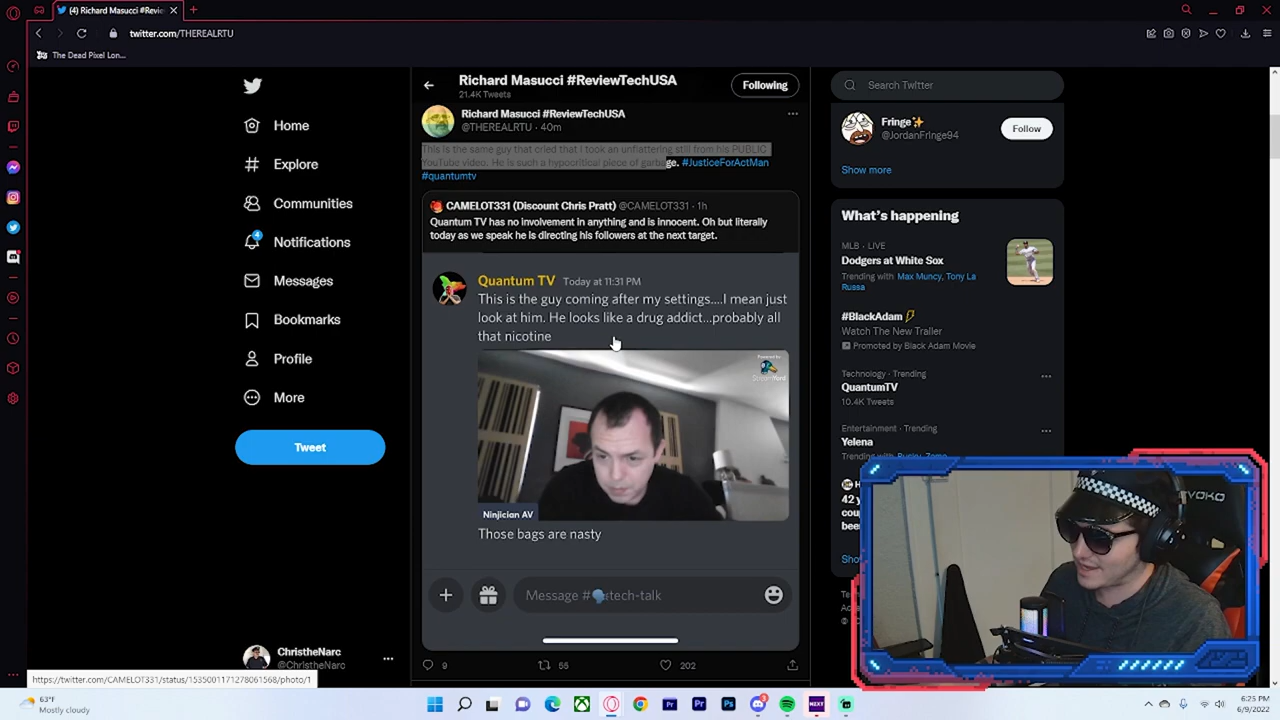 (4) Richard Masucci #Revie
twitter.com/THEREALRTU
The Dead Pixel Lon...
Home
Explore
Communities
4
Notifications
Messages
Bookmarks
Profile
More
Tweet
ChristheNarc
@ChristheNarc
Richard Masucci #ReviewTechUSA
21.4K Tweets
Following
Richard Masucci #ReviewTechUSA
@THEREALRTU · 40m
This is the same guy that cried that I took an unflattering still from his PUBLIC
YouTube video. He is such a hypocritical piece of garbage. #JusticeForActMan
#quantumtv
CAMELOT331 (Discount Chris Pratt) @CAMELOT331 · 1h
Quantum TV has no involvement in anything and is innocent. Oh but literally
today as we speak he is directing his followers at the next target.
Quantum TV Today at 11:31 PM
This is the guy coming after my settings....I mean just
look at him. He looks like a drug addict...probably all
that nicotine
Powered by
StreamYard
Ninjician AV
Those bags are nasty
Message # tech-talk
9
55
202
Search Twitter
Fringe
@JordanFringe94
Follow
Show more
What's happening
MLB · LIVE
Dodgers at White Sox
Trending with Max Muncy, Tony La
Russa
#BlackAdam
Watch The New Trailer
Promoted by Black Adam Movie
Technology · Trending
QuantumTV
10.4K Tweets
Entertainment · Trending
Yelena
42 y
coup
been
https://twitter.com/CAMELOT331/status/1535001171278061568/photo/1
63°F
Mostly cloudy
NEXT
6:25 PM
6/9/2022